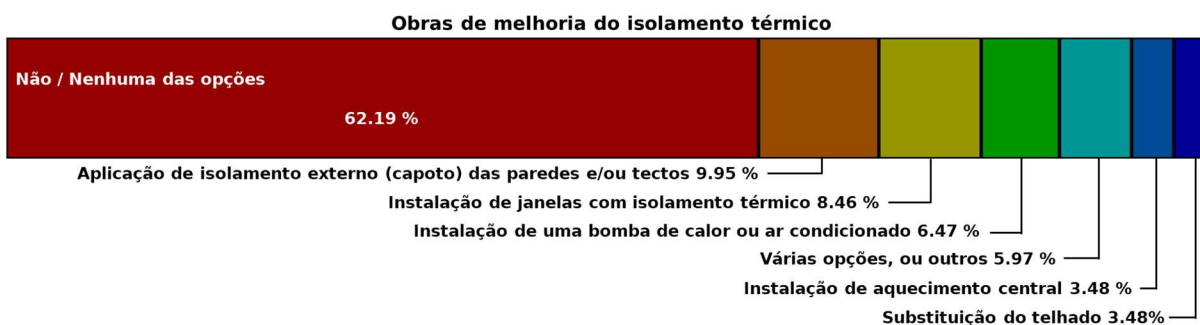 Obras de melhoria do isolamento térmico
Não / Nenhuma das opções
62.19 %
Aplicação de isolamento externo (capoto) das paredes e/ou tectos 9.95 %
Instalação de janelas com isolamento térmico 8.46 %
Instalação de uma bomba de calor ou ar condicionado 6.47 %
Várias opções, ou outros 5.97 %
Instalação de aquecimento central 3.48 %
Substituição do telhado 3.48%